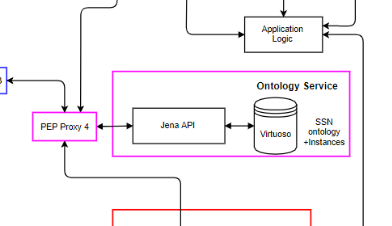 Application
Logic
Ontology Service
PEP Proxy 4
Jena API
Virtuoso
SSN
ontology
+Instances